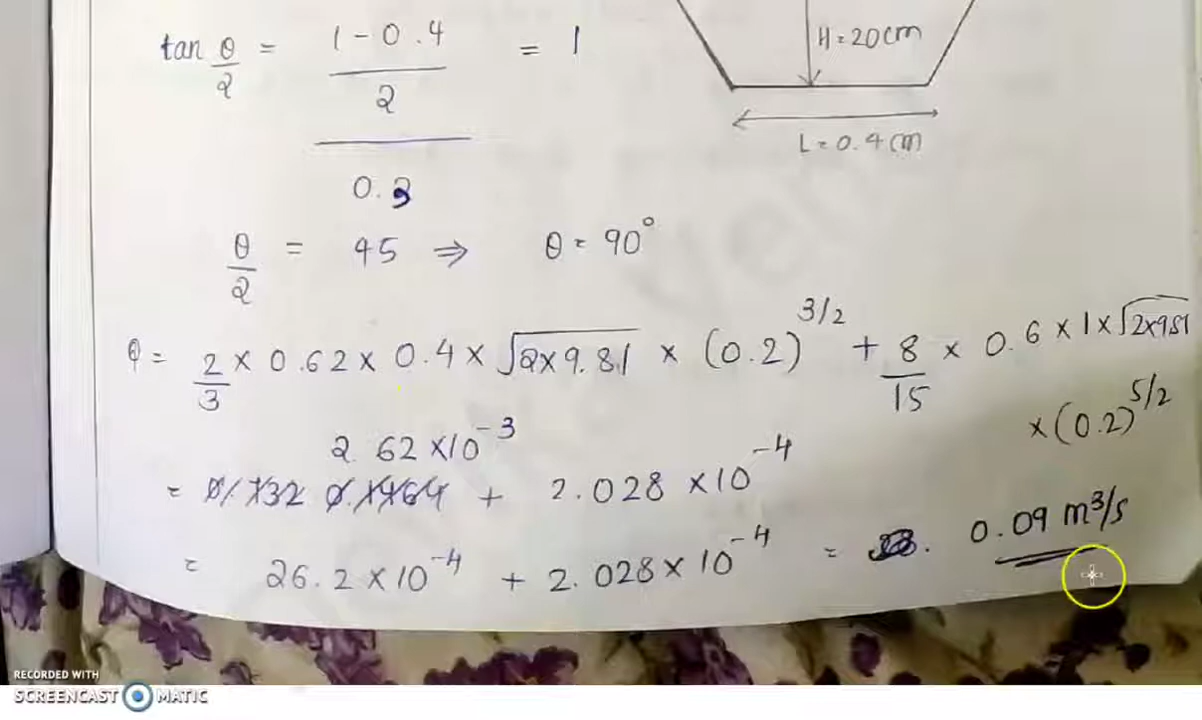 tan θ/2 = (1 - 0.4)/2 / 0.3 = 1
H = 20 cm
L = 0.4 cm
θ/2 = 45 ⇒ θ = 90°
Q = 2/3 × 0.62 × 0.4 × √2×9.81 × (0.2)^3/2 + 8/15 × 0.6 × 1 × √2×981
× (0.2)^5/2
2 62 ×10^-3
= + 2.028 ×10^-4
= 26.2 × 10^-4 + 2.028 × 10^-4 = . 0.09 m³/s
RECORDED WITH
SCREENCAST MATIC